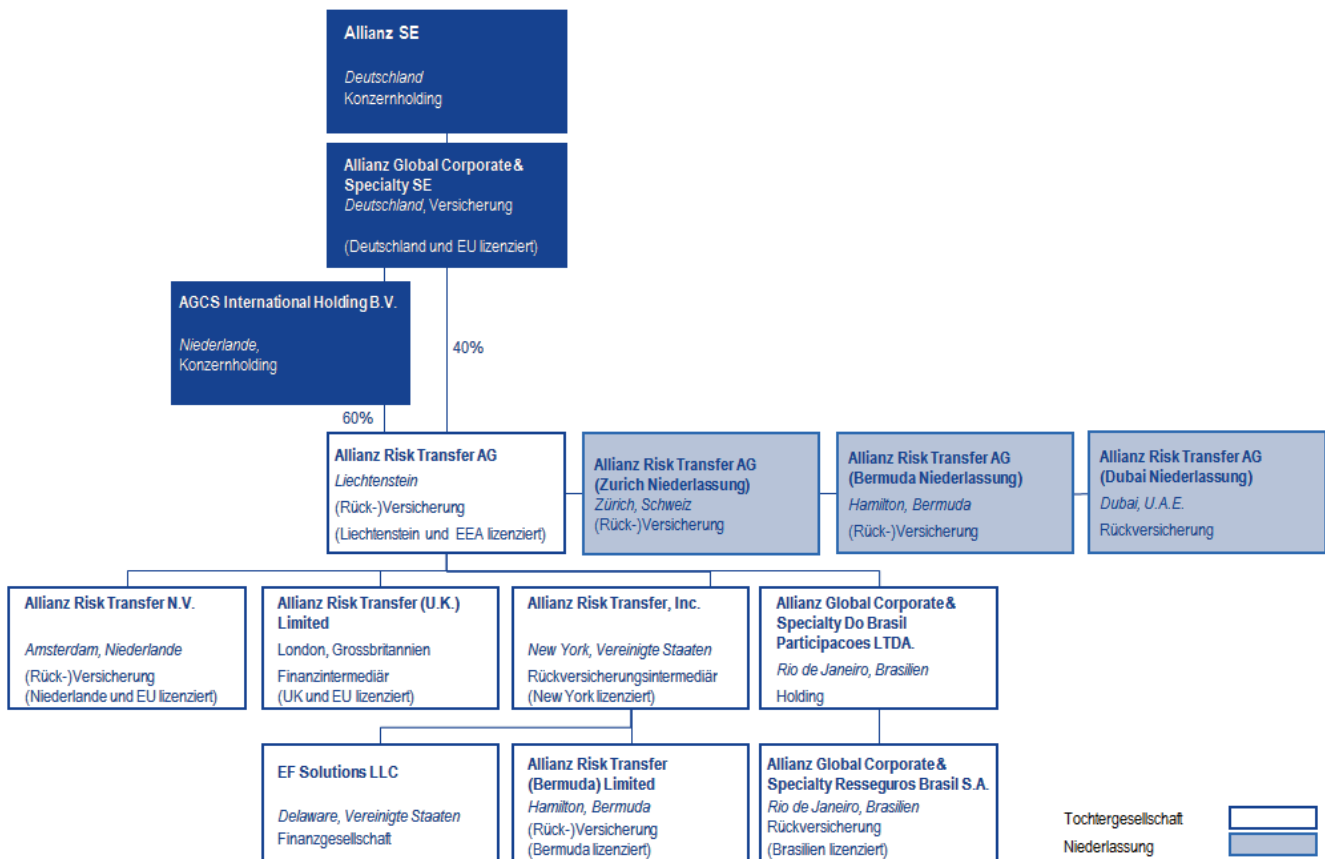 Allianz SE
Deutschland
Konzernholding
Allianz Global Corporate &
Specialty SE
Deutschland, Versicherung
(Deutschland und EU lizenziert)
AGCS International Holding B.V.
Niederlande,
Konzernholding
40%
60%
Allianz Risk Transfer AG
Liechtenstein
(Rück-)Versicherung
(Liechtenstein und EEA lizenziert)
Allianz Risk Transfer AG
(Zurich Niederlassung)
Zürich, Schweiz
(Rück-)Versicherung
Allianz Risk Transfer AG
(Bermuda Niederlassung)
Hamilton, Bermuda
(Rück-)Versicherung
Allianz Risk Transfer AG
(Dubai Niederlassung)
Dubai, U.A.E.
Rückversicherung
Allianz Risk Transfer N.V.
Amsterdam, Niederlande
(Rück-)Versicherung
(Niederlande und EU lizenziert)
Allianz Risk Transfer (U.K.)
Limited
London, Grossbritannien
Finanzintermediär
(UK und EU lizenziert)
Allianz Risk Transfer, Inc.
New York, Vereinigte Staaten
Rückversicherungsintermediär
(New York lizenziert)
Allianz Global Corporate &
Specialty Do Brasil
Participacoes LTDA.
Rio de Janeiro, Brasilien
Holding
EF Solutions LLC
Delaware, Vereinigte Staaten
Finanzgesellschaft
Allianz Risk Transfer
(Bermuda) Limited
Hamilton, Bermuda
(Rück-)Versicherung
(Bermuda lizenziert)
Allianz Global Corporate &
Specialty Resseguros Brasil S.A.
Rio de Janeiro, Brasilien
Rückversicherung
(Brasilien lizenziert)
Tochtergesellschaft
Niederlassung